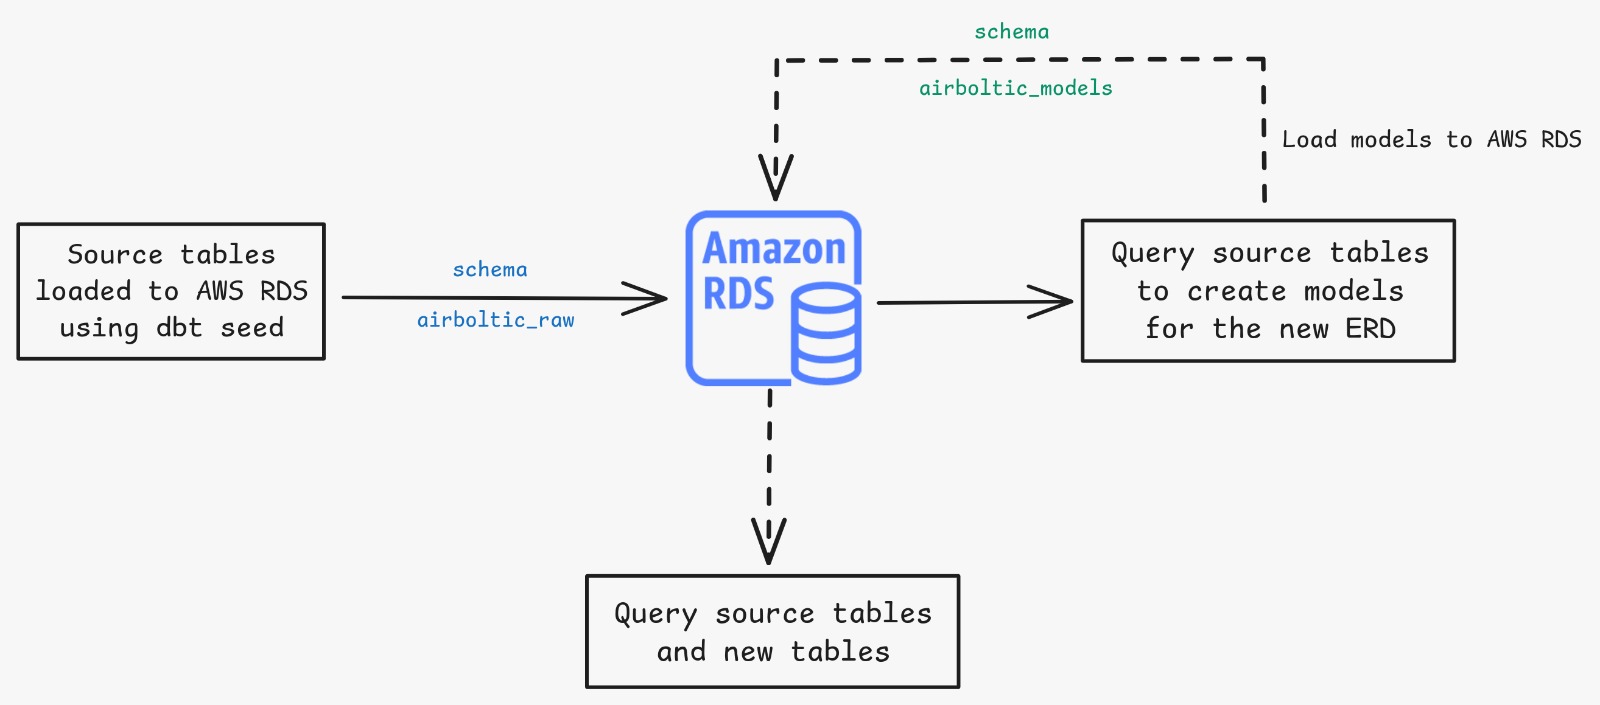 schema
airboltic_models
Load models to AWS RDS
Source tables
loaded to AWS RDS
using dbt seed
schema
airboltic_raw
Amazon
RDS
Query source tables
to create models
for the new ERD
Query source tables
and new tables